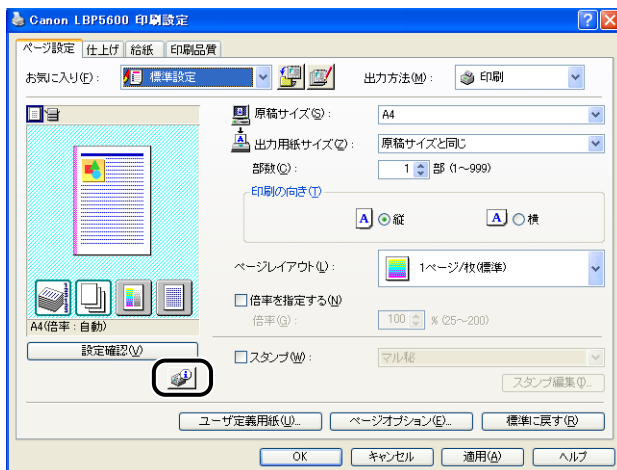 Canon LBP5600 印刷設定
ページ設定 仕上げ 給紙 印刷品質
お気に入り(F): 標準設定 出力方法(M): 印刷
原稿サイズ(S): A4
出力用紙サイズ(Z): 原稿サイズと同じ
部数(C): 1 部 (1～999)
印刷の向き(T)
A 縦 A 横
ページレイアウト(L): 1ページ/枚(標準)
倍率を指定する(N)
倍率(G): 100 % (25～200)
A4(倍率:自動)
設定確認(V)
スタンプ(W): マル秘
スタンプ編集(I)...
ユーザ定義用紙(U)... ページオプション(E)... 標準に戻す(R)
OK キャンセル 適用(A) ヘルプ